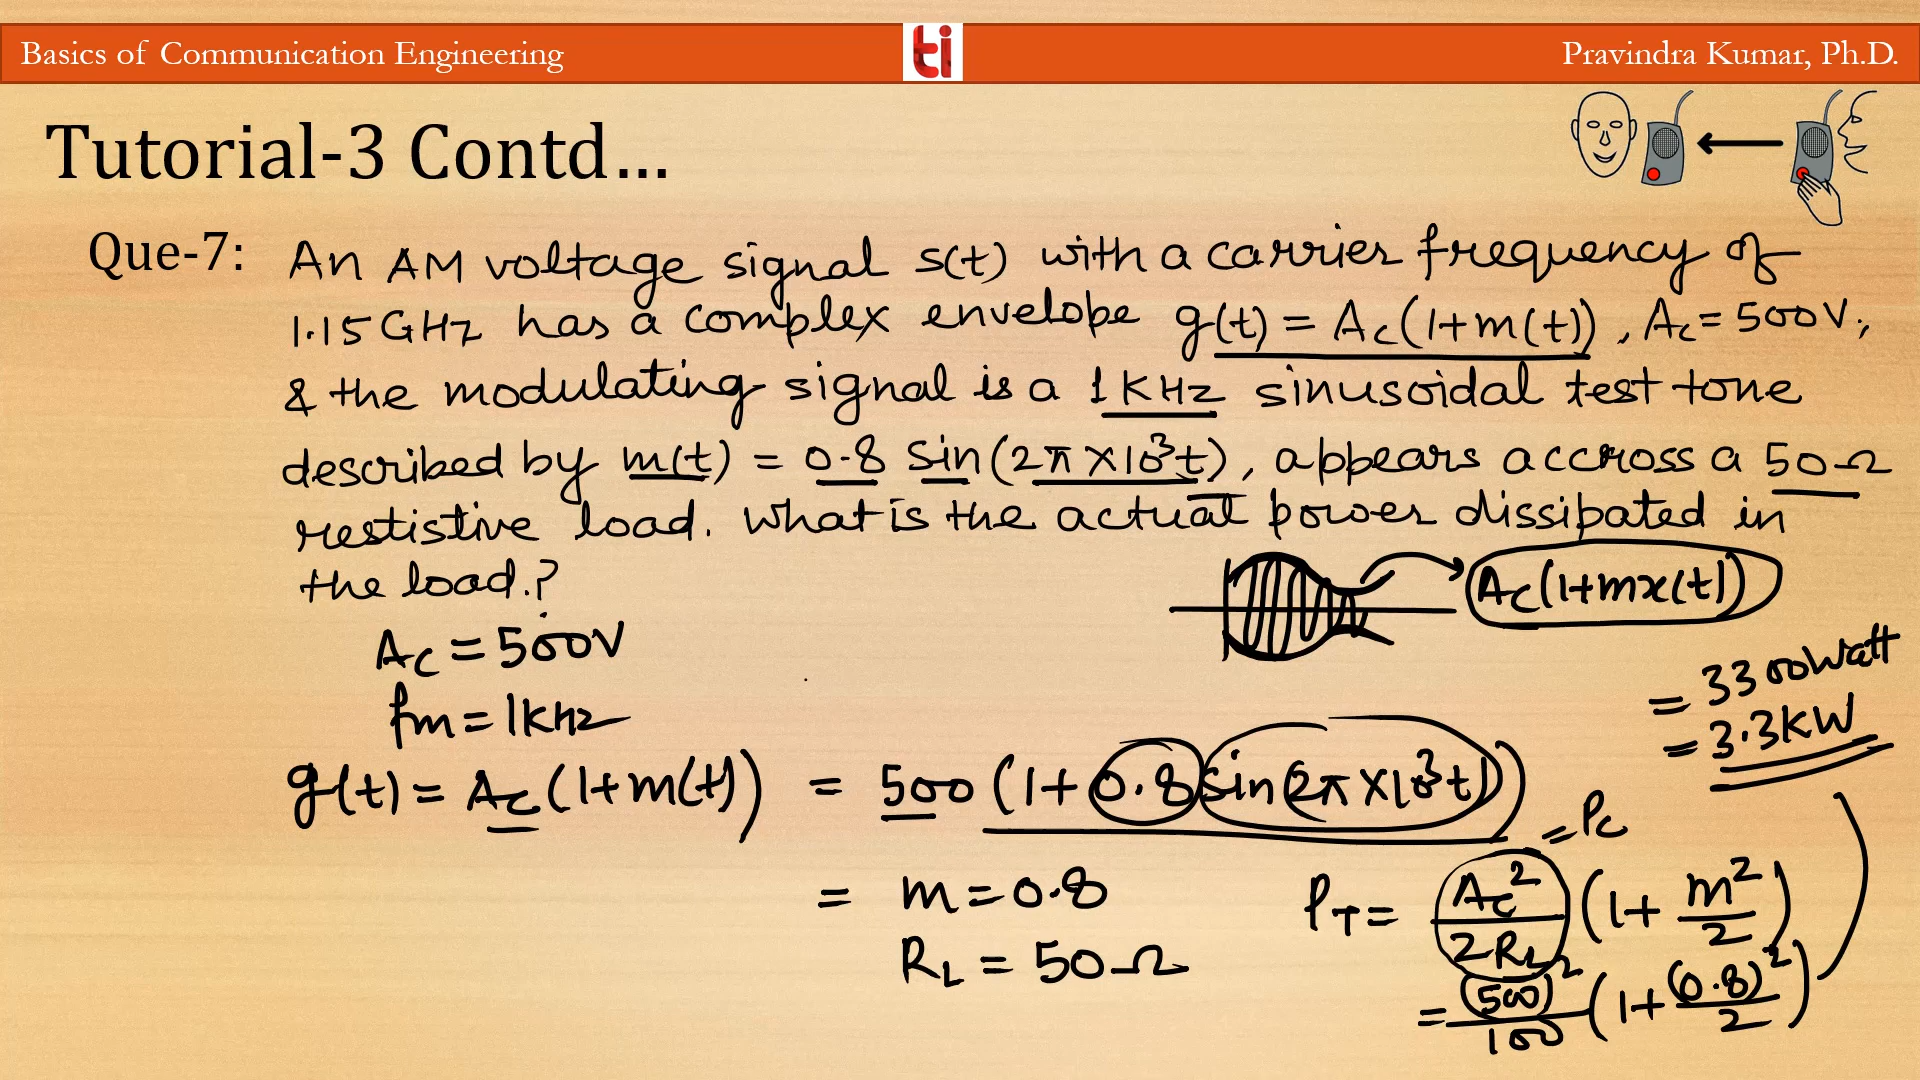 Basics of Communication Engineering
ti
Pravindra Kumar, Ph.D.
Tutorial-3 Contd...
Que-7: An AM voltage signal s(t) with a carrier frequency of
1.15GHz has a complex envelope g(t) = Ac(1+m(t)), Ac = 500V,
& the modulating signal is a 1KHz sinusoidal test tone
described by m(t) = 0.8 sin(2π×10³t), appears accross a 50Ω
restistive load. What is the actual power dissipated in
the load.?
Ac(1+mx(t))
Ac = 500V
fm = 1KHz
= 3300Watt
= 3.3KW
g(t) = Ac(1+m(t)) = 500 (1+0.8 sin(2π×10³t))
= Pc
= m=0.8
RL = 50Ω
PT = Ac²/2RL (1+ m²/2)
= (500)²/100 (1+ (0.8)²/2)